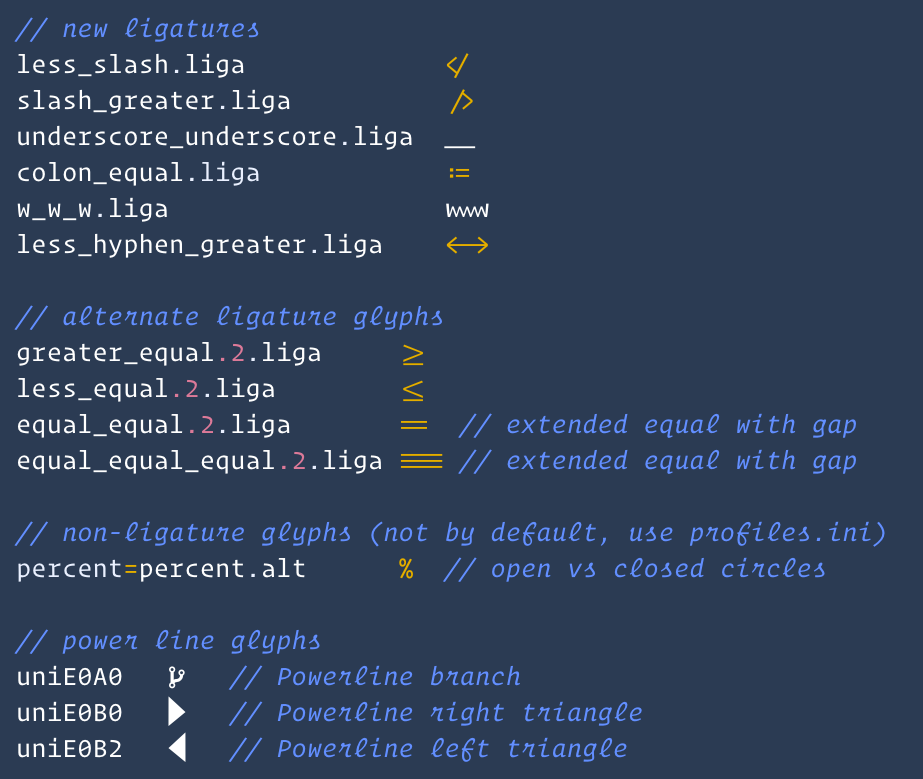 // new ligatures
less_slash.liga </
slash_greater.liga />
underscore_underscore.liga __
colon_equal.liga :=
w_w_w.liga www
less_hyphen_greater.liga <->
// alternate ligature glyphs
greater_equal.2.liga ≥
less_equal.2.liga ≤
equal_equal.2.liga == // extended equal with gap
equal_equal_equal.2.liga === // extended equal with gap
// non-ligature glyphs (not by default, use profiles.ini)
percent=percent.alt % // open vs closed circles
// power line glyphs
uniE0A0  // Powerline branch
uniE0B0  // Powerline right triangle
uniE0B2  // Powerline left triangle